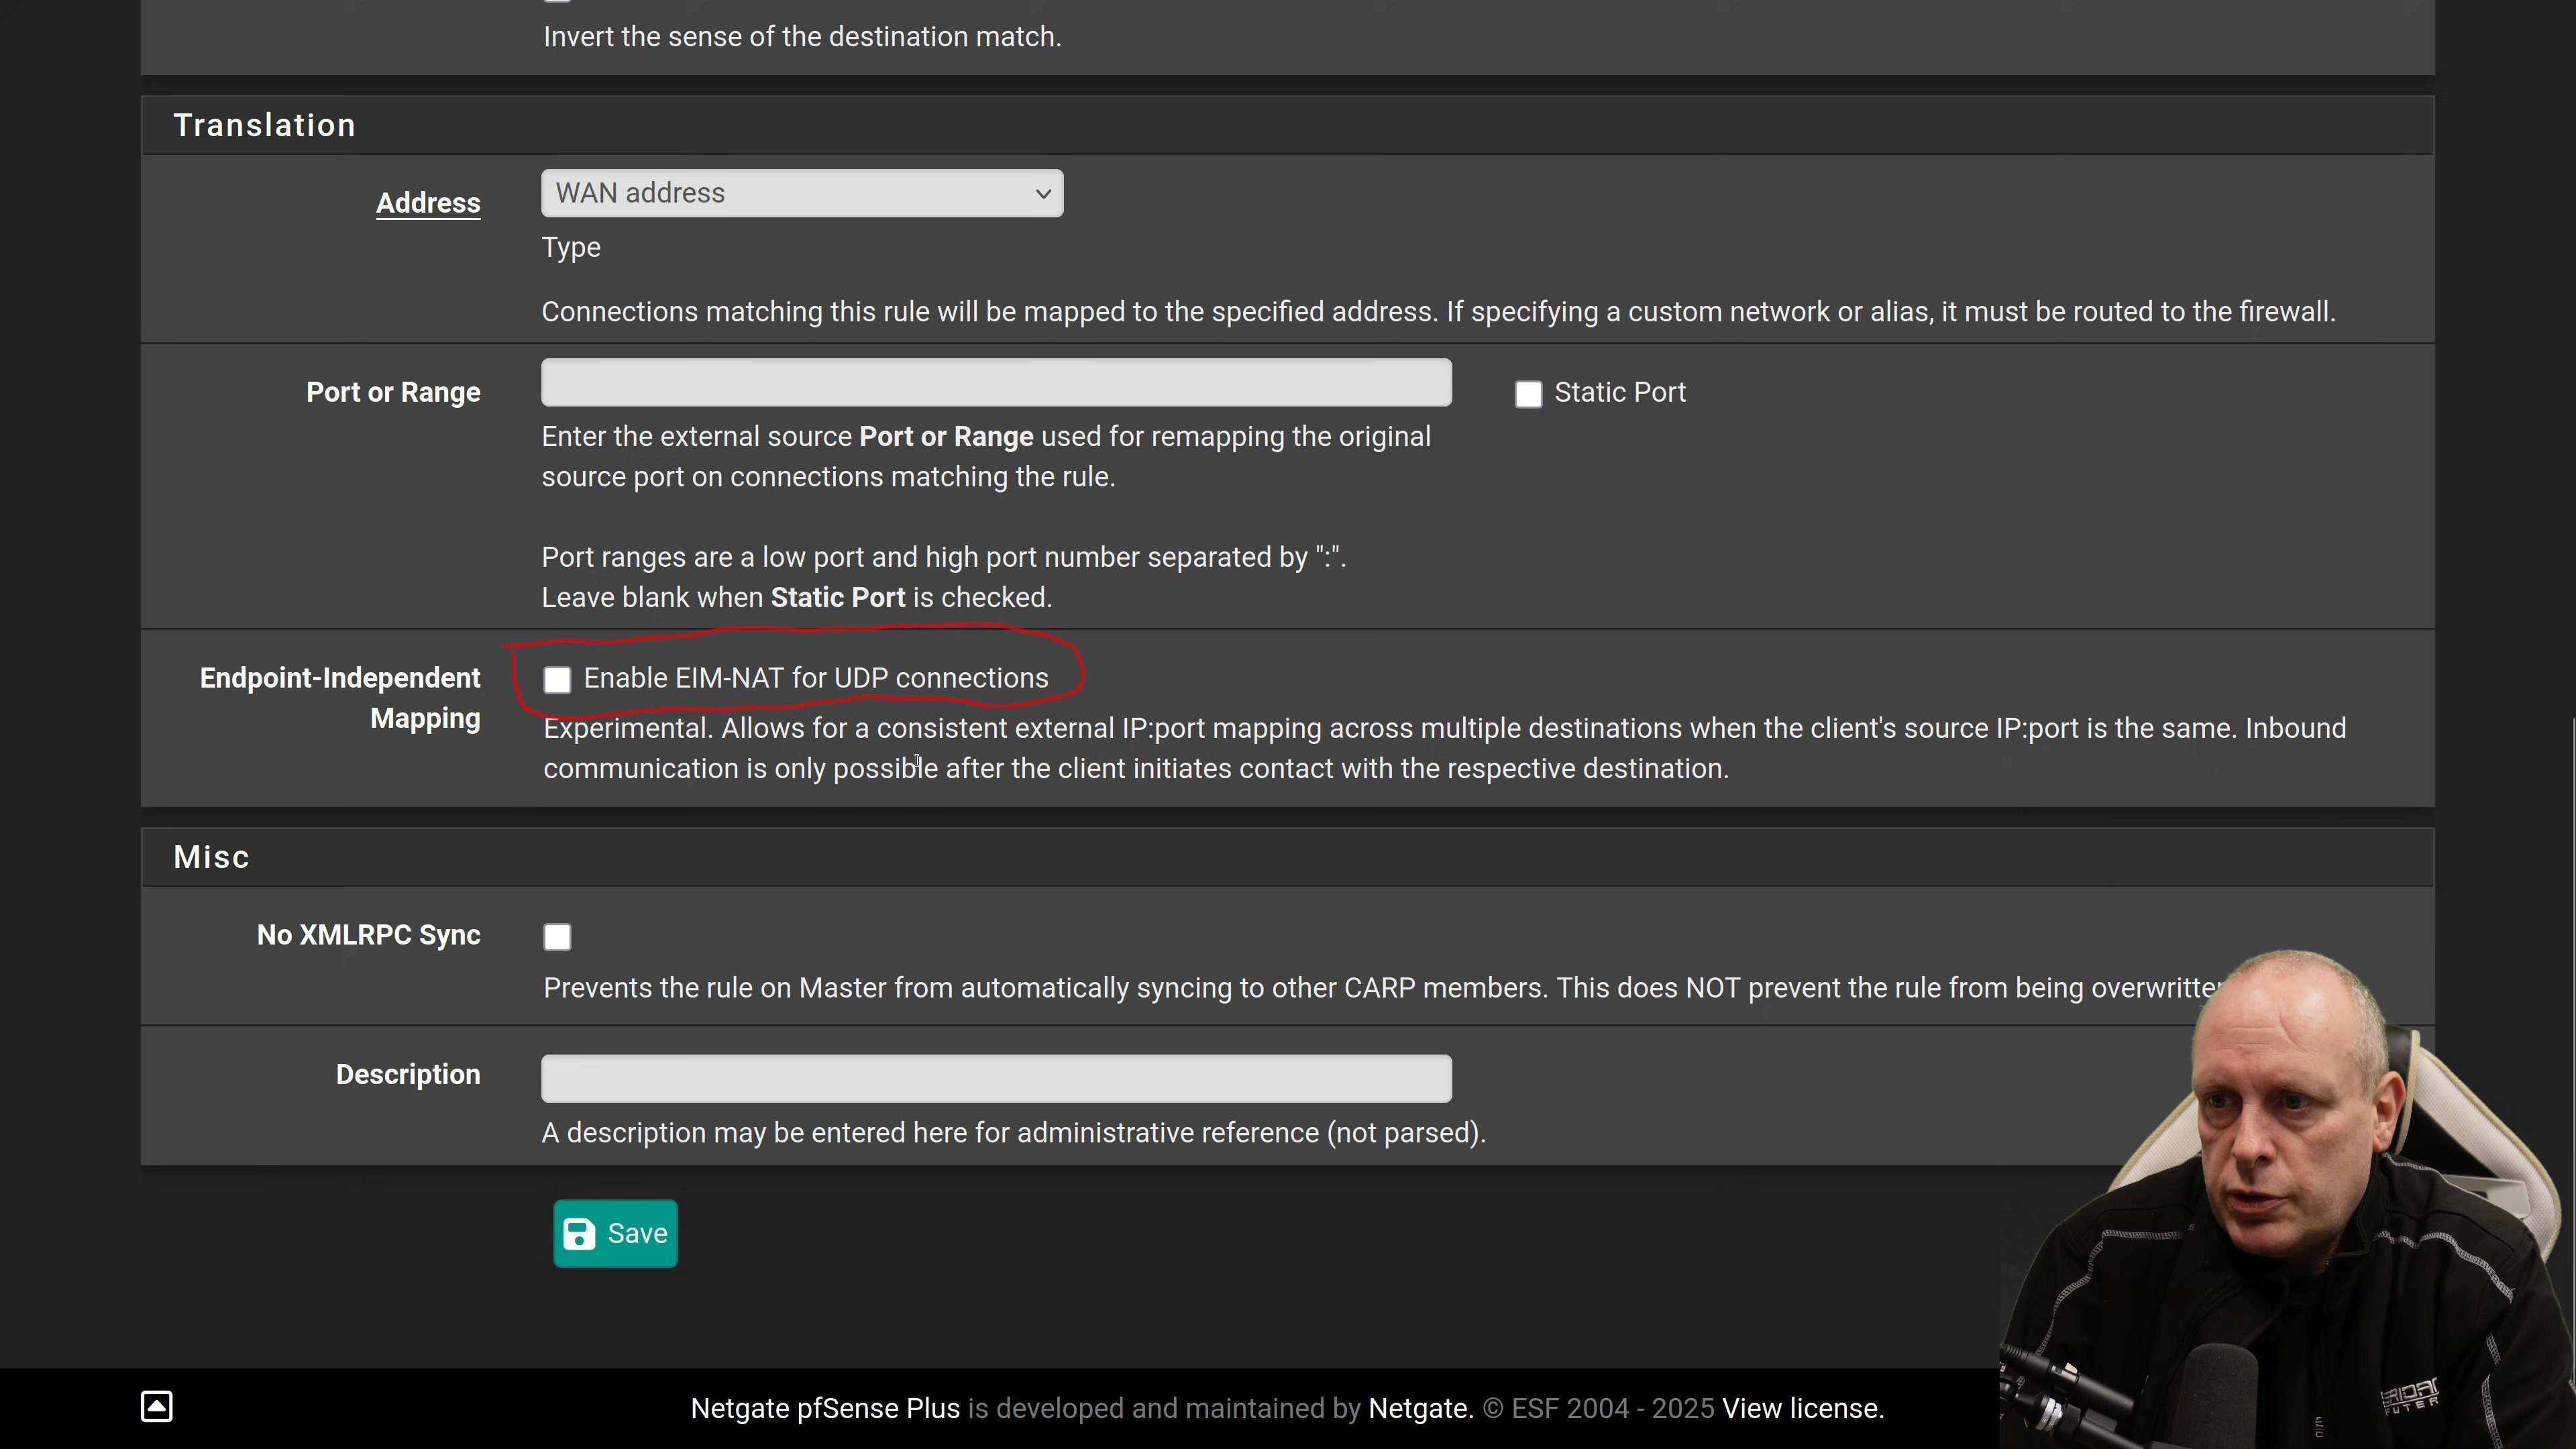 Invert the sense of the destination match.
Translation
Address
WAN address
Type
Connections matching this rule will be mapped to the specified address. If specifying a custom network or alias, it must be routed to the firewall.
Port or Range
Static Port
Enter the external source Port or Range used for remapping the original
source port on connections matching the rule.
Port ranges are a low port and high port number separated by ":".
Leave blank when Static Port is checked.
Endpoint-Independent
Mapping
Enable EIM-NAT for UDP connections
Experimental. Allows for a consistent external IP:port mapping across multiple destinations when the client's source IP:port is the same. Inbound
communication is only possible after the client initiates contact with the respective destination.
Misc
No XMLRPC Sync
Prevents the rule on Master from automatically syncing to other CARP members. This does NOT prevent the rule from being
Description
A description may be entered here for administrative reference (not parsed).
Save
Netgate pfSense Plus is developed and maintained by Netgate. © ESF 2004 - 2025 View license.